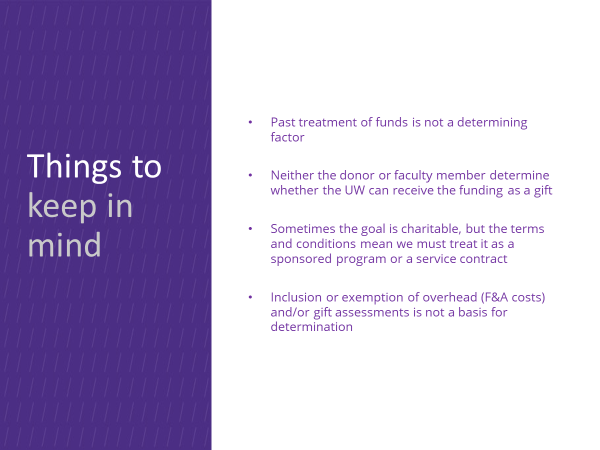 Things to
keep in
mind
• Past treatment of funds is not a determining
factor
• Neither the donor or faculty member determine
whether the UW can receive the funding as a gift
• Sometimes the goal is charitable, but the terms
and conditions mean we must treat it as a
sponsored program or a service contract
• Inclusion or exemption of overhead (F&A costs)
and/or gift assessments is not a basis for
determination